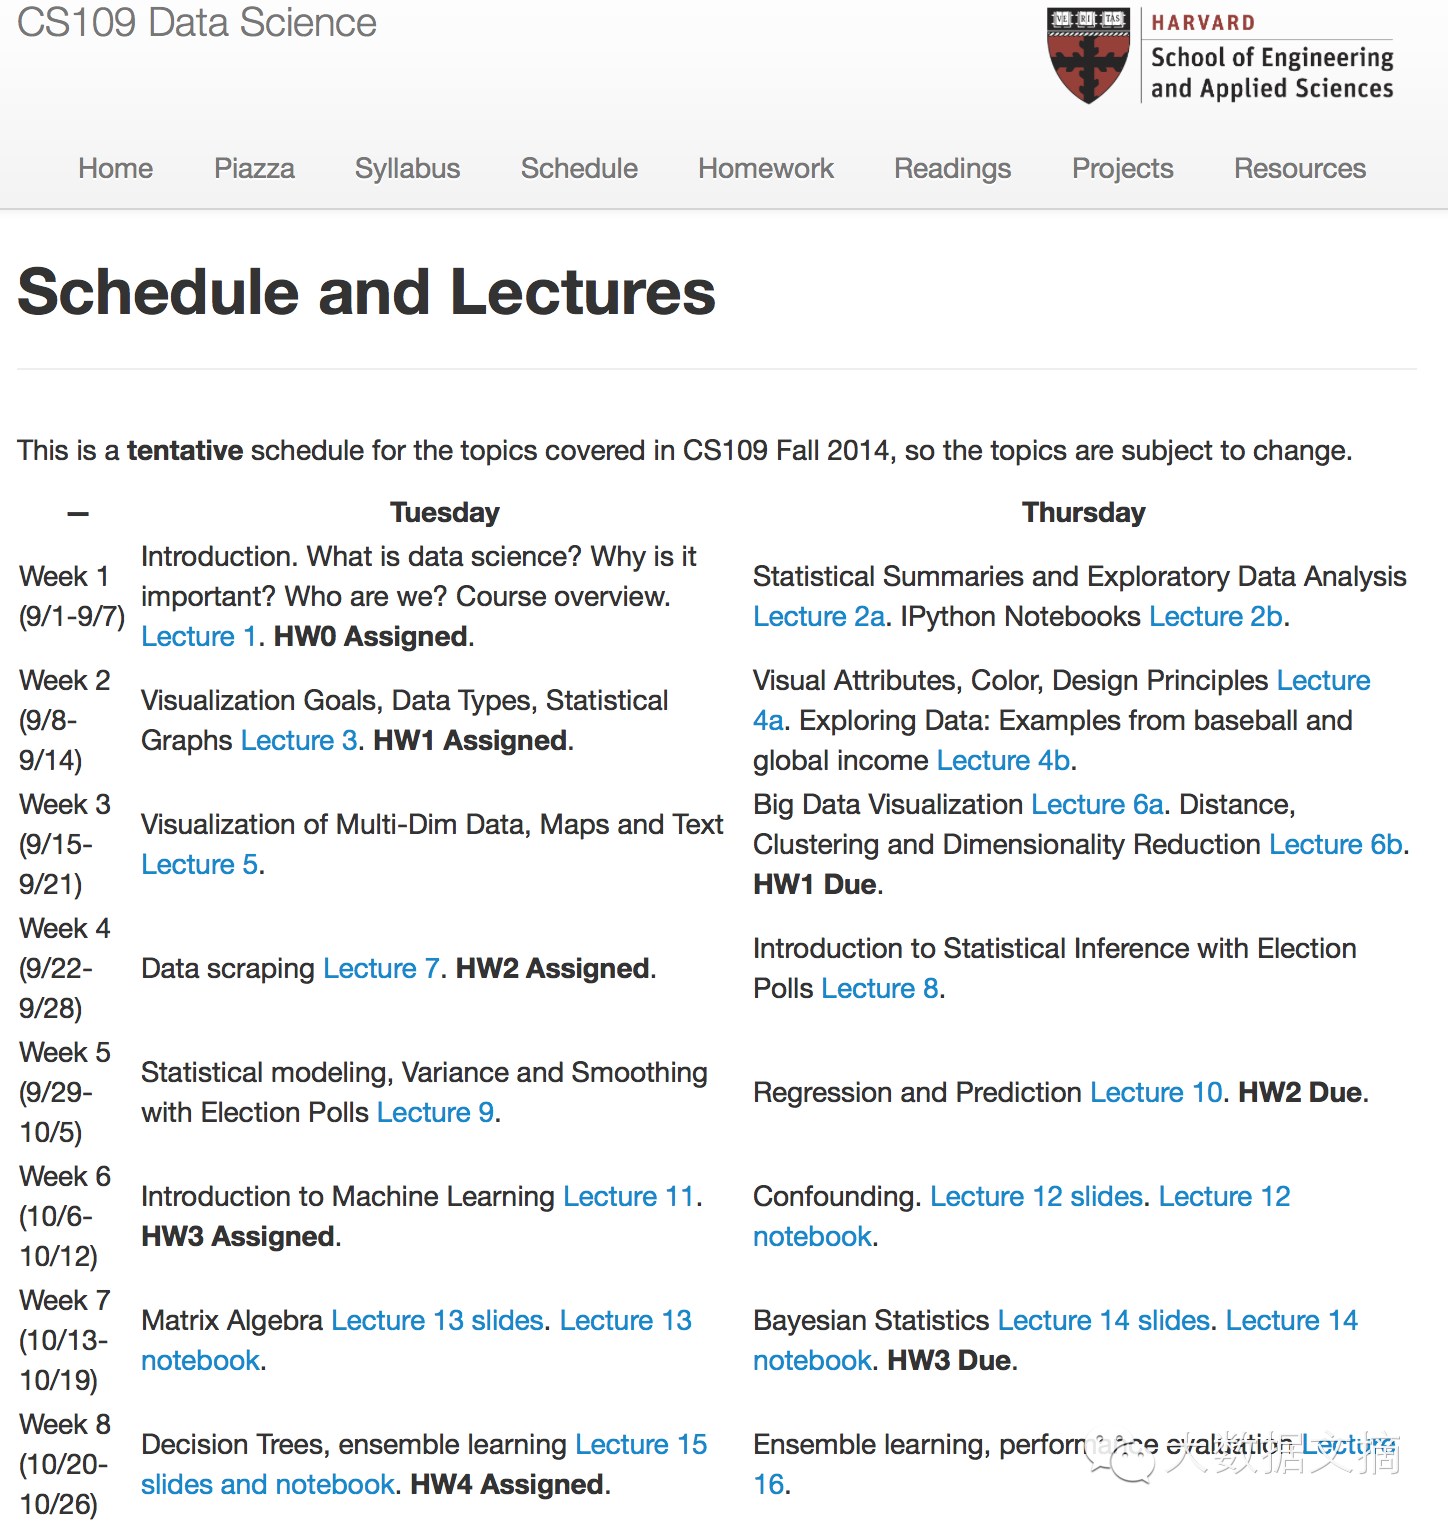 CS109 Data Science
VE RI TAS
HARVARD
School of Engineering
and Applied Sciences
Home Piazza Syllabus Schedule Homework Readings Projects Resources
Schedule and Lectures
This is a tentative schedule for the topics covered in CS109 Fall 2014, so the topics are subject to change.
— Tuesday Thursday
Week 1
(9/1-9/7)
Introduction. What is data science? Why is it
important? Who are we? Course overview.
Lecture 1. HW0 Assigned.
Statistical Summaries and Exploratory Data Analysis
Lecture 2a. IPython Notebooks Lecture 2b.
Week 2
(9/8-
9/14)
Visualization Goals, Data Types, Statistical
Graphs Lecture 3. HW1 Assigned.
Visual Attributes, Color, Design Principles Lecture
4a. Exploring Data: Examples from baseball and
global income Lecture 4b.
Week 3
(9/15-
9/21)
Visualization of Multi-Dim Data, Maps and Text
Lecture 5.
Big Data Visualization Lecture 6a. Distance,
Clustering and Dimensionality Reduction Lecture 6b.
HW1 Due.
Week 4
(9/22-
9/28)
Data scraping Lecture 7. HW2 Assigned.
Introduction to Statistical Inference with Election
Polls Lecture 8.
Week 5
(9/29-
10/5)
Statistical modeling, Variance and Smoothing
with Election Polls Lecture 9.
Regression and Prediction Lecture 10. HW2 Due.
Week 6
(10/6-
10/12)
Introduction to Machine Learning Lecture 11.
HW3 Assigned.
Confounding. Lecture 12 slides. Lecture 12
notebook.
Week 7
(10/13-
10/19)
Matrix Algebra Lecture 13 slides. Lecture 13
notebook.
Bayesian Statistics Lecture 14 slides. Lecture 14
notebook. HW3 Due.
Week 8
(10/20-
10/26)
Decision Trees, ensemble learning Lecture 15
slides and notebook. HW4 Assigned.
Ensemble learning, performance evaluation Lecture
16.
大数据文摘